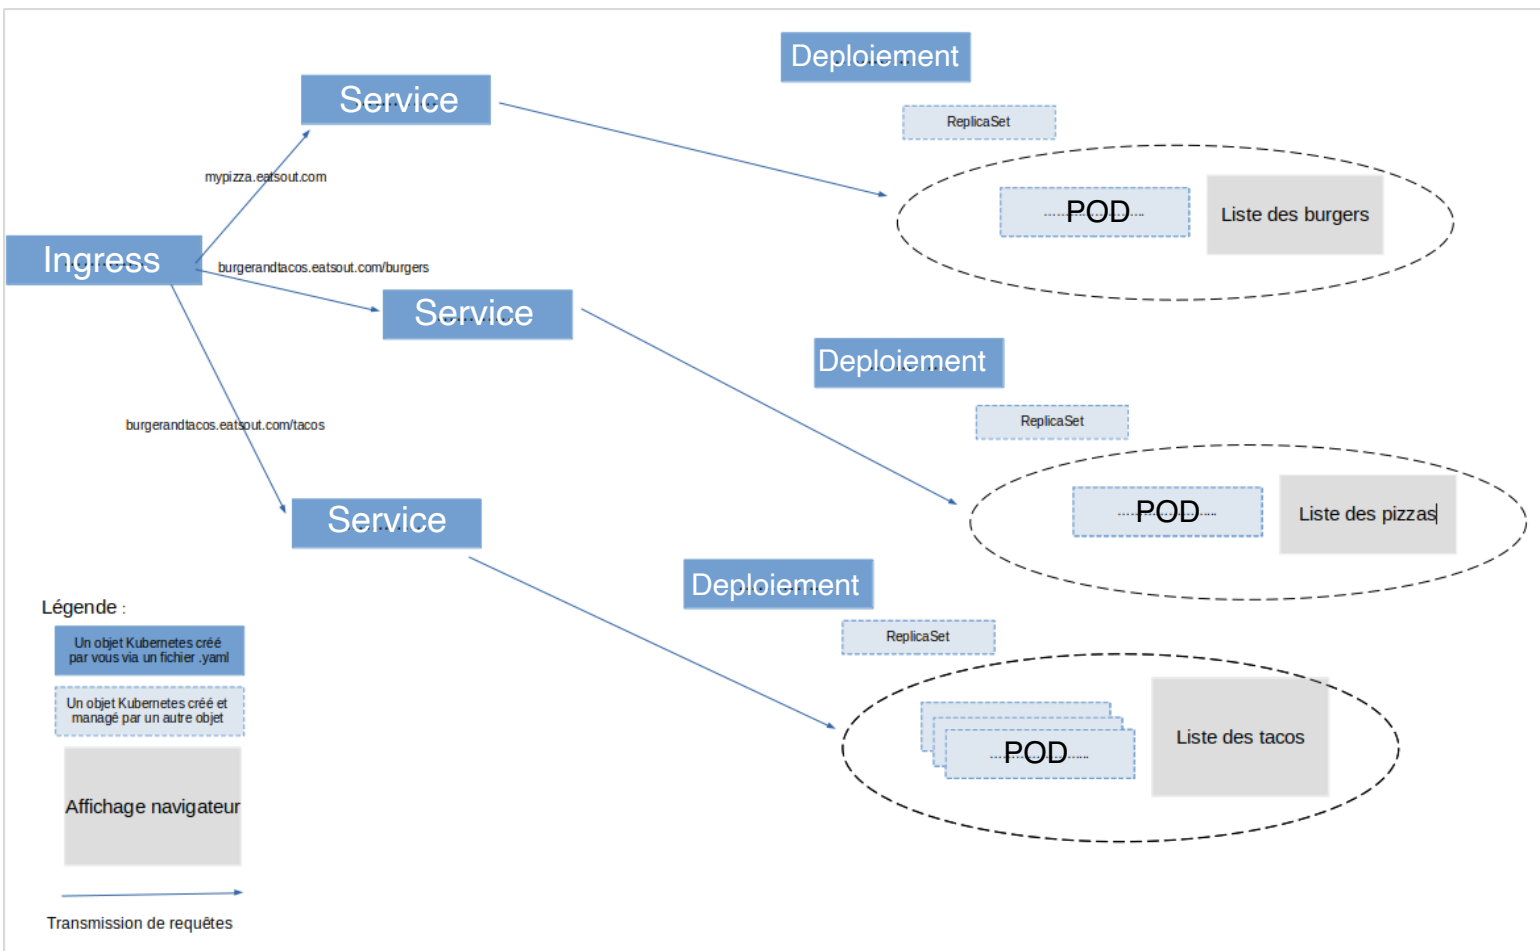 Deploiement
Service
ReplicaSet
mypizza.eatsout.com
POD
Liste des burgers
Ingress
burgerandtacos.eatsout.com/burgers
Service
Deploiement
ReplicaSet
burgerandtacos.eatsout.com/tacos
POD
Liste des pizzas
Service
Deploiement
ReplicaSet
POD
Liste des tacos
Légende :
Un objet Kubernetes créé
par vous via un fichier .yaml
Un objet Kubernetes créé et
managé par un autre objet
Affichage navigateur
Transmission de requêtes